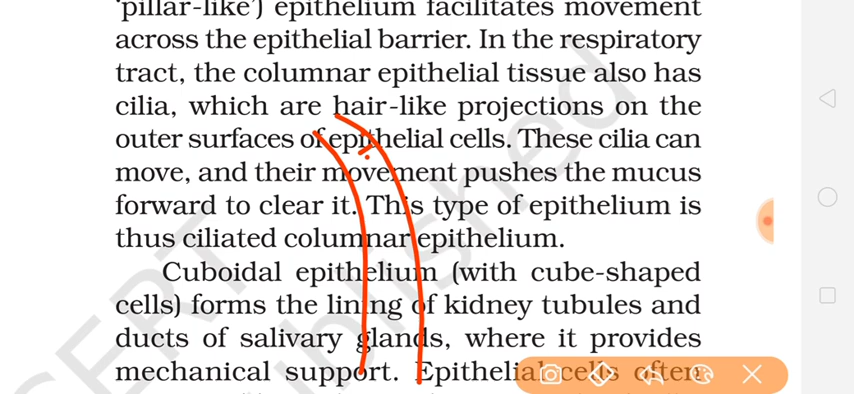 'pillar-like') epithelium facilitates movement
across the epithelial barrier. In the respiratory
tract, the columnar epithelial tissue also has
cilia, which are hair-like projections on the
outer surfaces of epithelial cells. These cilia can
move, and their movement pushes the mucus
forward to clear it. This type of epithelium is
thus ciliated columnar epithelium.
Cuboidal epithelium (with cube-shaped
cells) forms the lining of kidney tubules and
ducts of salivary glands, where it provides
mechanical support. Epithelial cells often